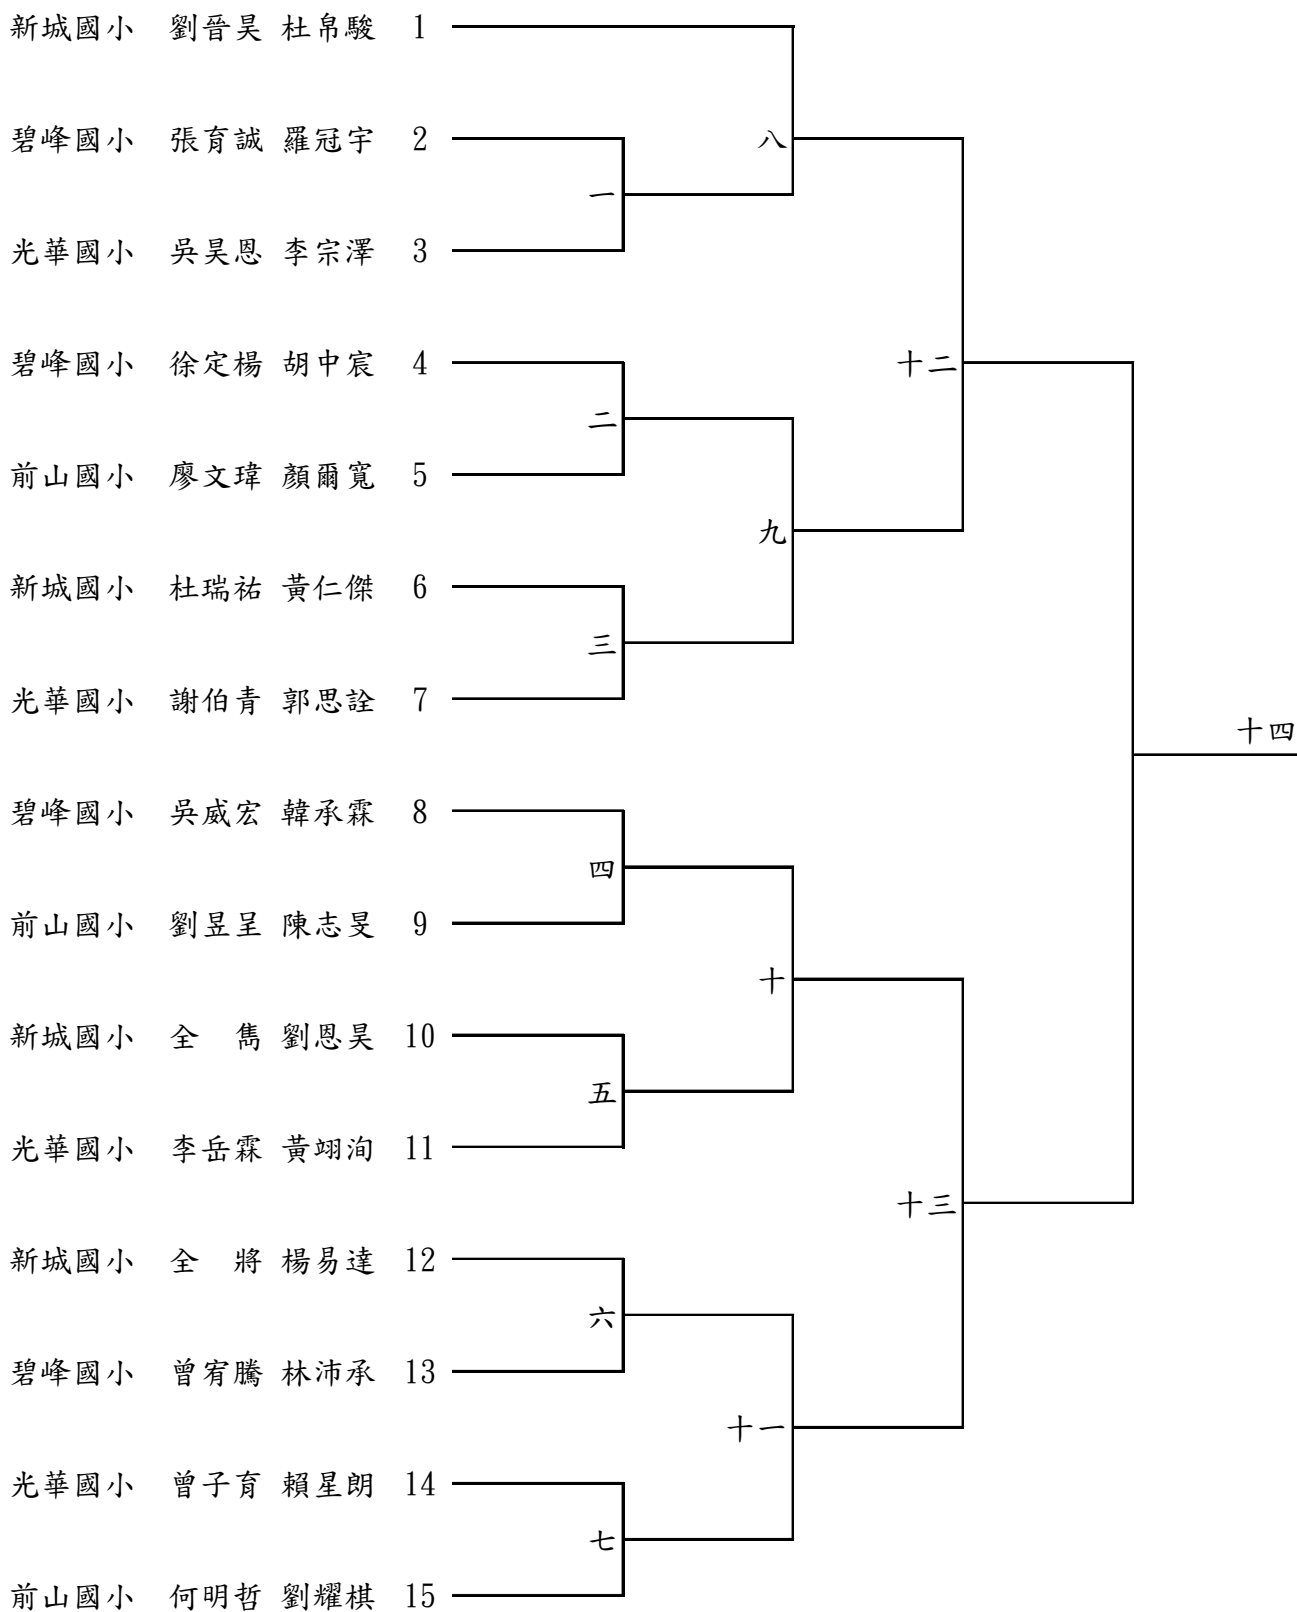 新城國小 劉晉昊 杜帛駿 1
碧峰國小 張育誠 羅冠宇 2
八
一
光華國小 吳昊恩 李宗澤 3
碧峰國小 徐定楊 胡中宸 4
十二
二
前山國小 廖文瑋 顏爾寬 5
九
新城國小 杜瑞祐 黃仁傑 6
三
光華國小 謝伯青 郭思詮 7
十四
碧峰國小 吳威宏 韓承霖 8
四
前山國小 劉昱呈 陳志旻 9
十
新城國小 全 雋 劉恩昊 10
五
光華國小 李岳霖 黃翊洵 11
十三
新城國小 全 將 楊易達 12
六
碧峰國小 曾宥騰 林沛承 13
十一
光華國小 曾子育 賴星朗 14
七
前山國小 何明哲 劉耀棋 15